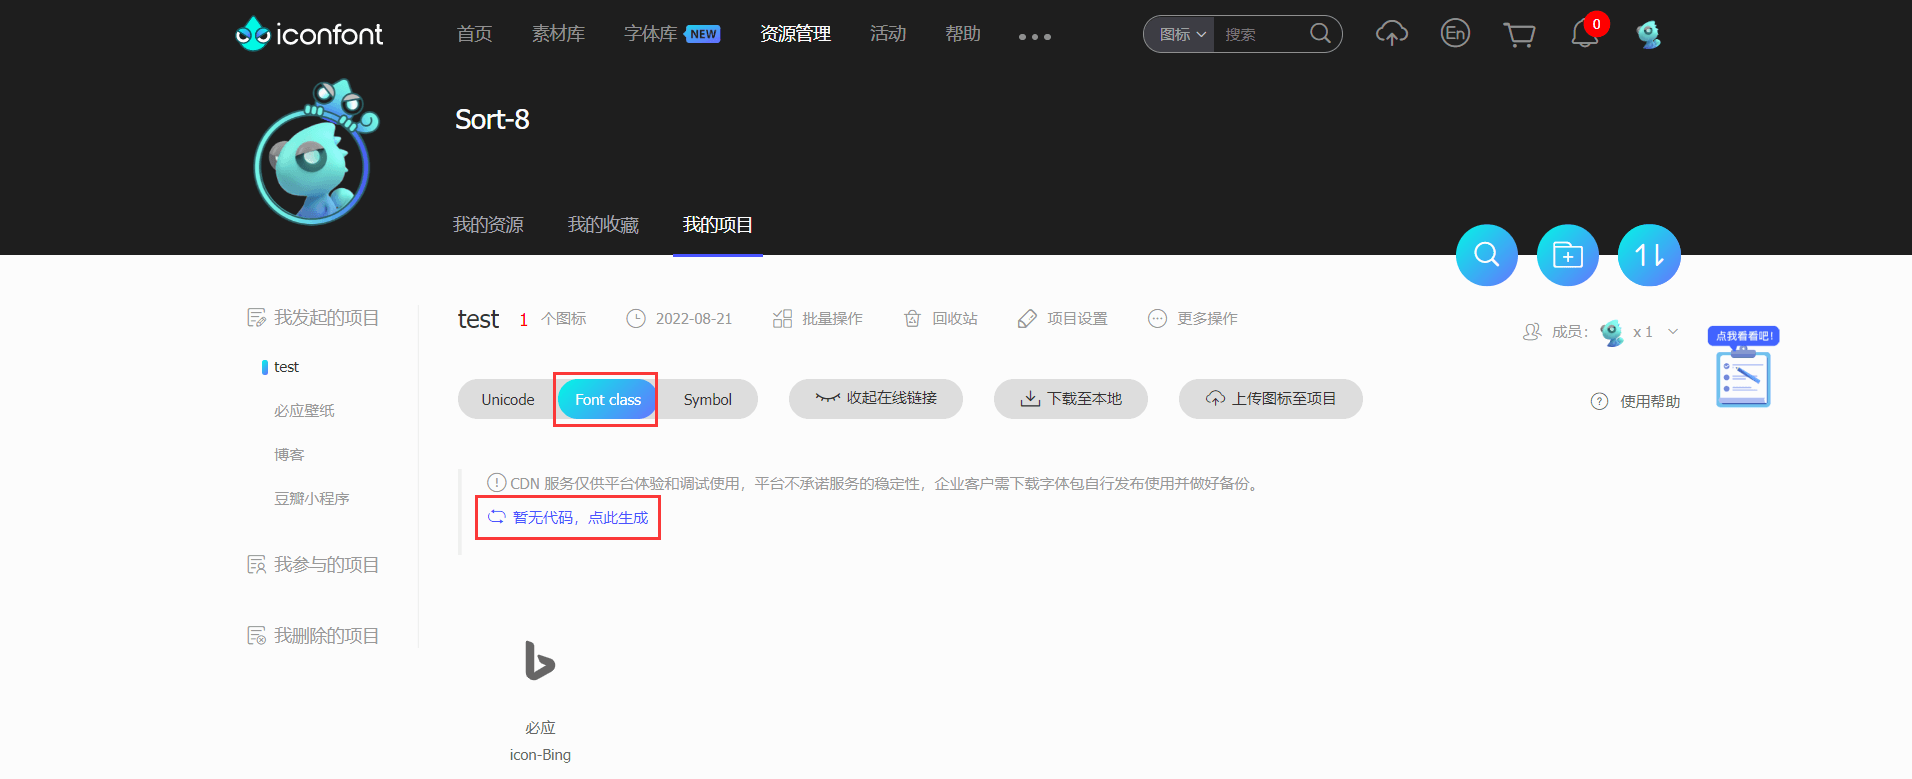 iconfont 首页 素材库 字体库 NEW 资源管理 活动 帮助 ••• 图标 搜索 En 0
Sort-8
我的资源 我的收藏 我的项目
我发起的项目
test
必应壁纸
博客
豆瓣小程序
我参与的项目
我删除的项目
test 1 个图标 2022-08-21 批量操作 回收站 项目设置 更多操作
成员: x 1
点我看看吧!
Unicode Font class Symbol 收起在线链接 下载至本地 上传图标至项目
使用帮助
CDN 服务仅供平台体验和调试使用，平台不承诺服务的稳定性，企业客户需下载字体包自行发布使用并做好备份。
暂无代码，点此生成
必应
icon-Bing